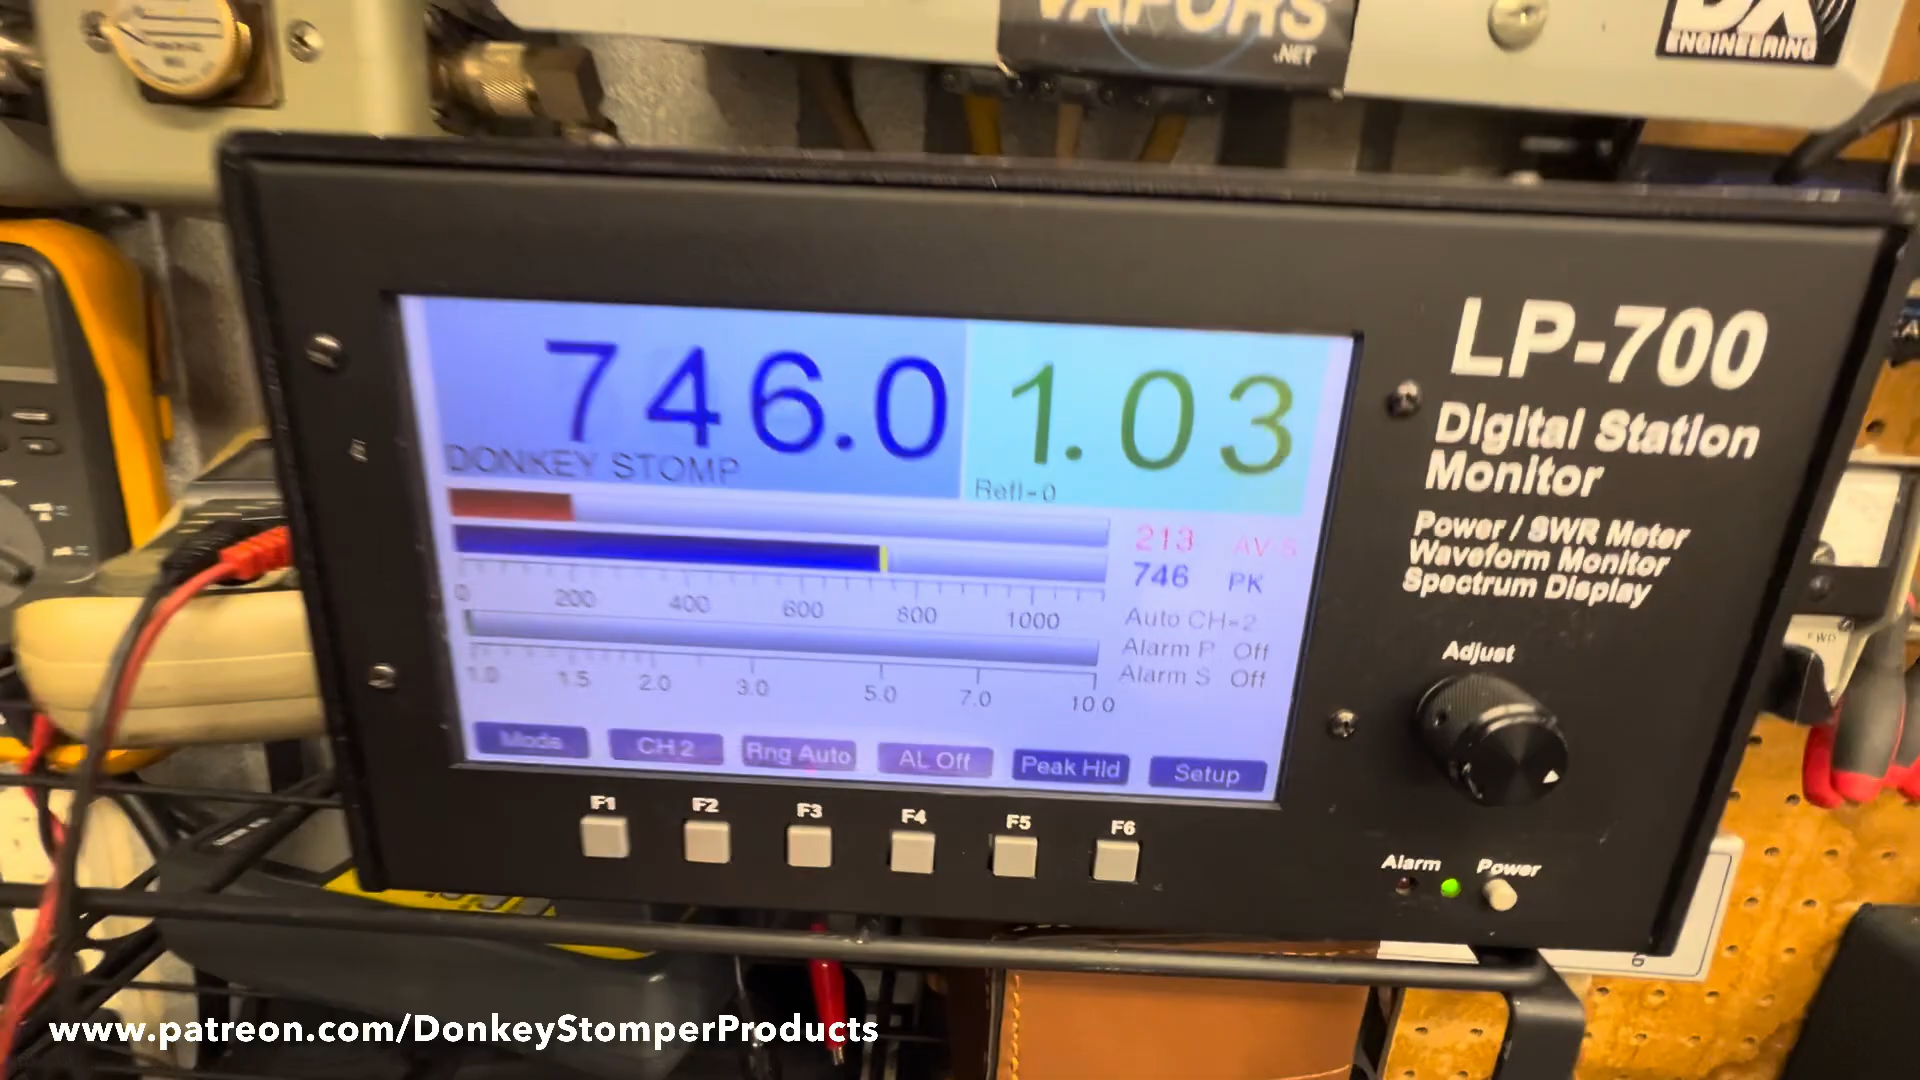 VAPORS
.NET
DX
ENGINEERING
LP-700
Digital Station
Monitor
Power / SWR Meter
Waveform Monitor
Spectrum Display
746.0
1.03
DONKEY STOMP
Refl-0
213 AV-S
746 PK
0 200 400 600 800 1000
Auto CH-2
Alarm P Off
Alarm S Off
1.0 1.5 2.0 3.0 5.0 7.0 10.0
Mode CH 2 Rng Auto AL Off Peak Hld Setup
F1 F2 F3 F4 F5 F6
Adjust
Alarm Power
FWD
www.patreon.com/DonkeyStomperProducts